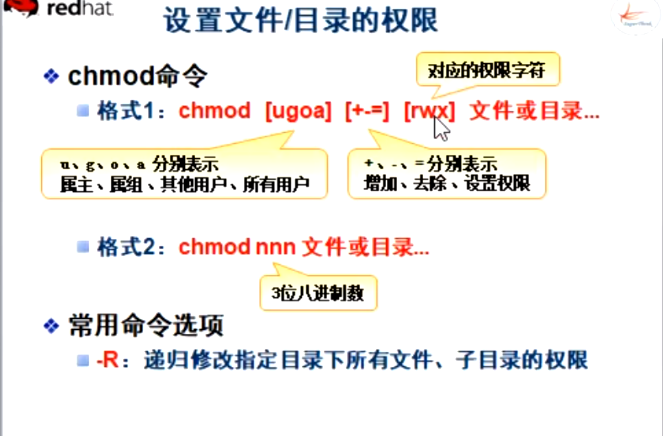 redhat
设置文件/目录的权限
chmod命令
对应的权限字符
格式1：chmod [ugoa] [+-=] [rwx] 文件或目录...
u、g、o、a 分别表示
属主、属组、其他用户、所有用户
+、-、= 分别表示
增加、去除、设置权限
格式2：chmod nnn 文件或目录...
3位八进制数
常用命令选项
-R：递归修改指定目录下所有文件、子目录的权限